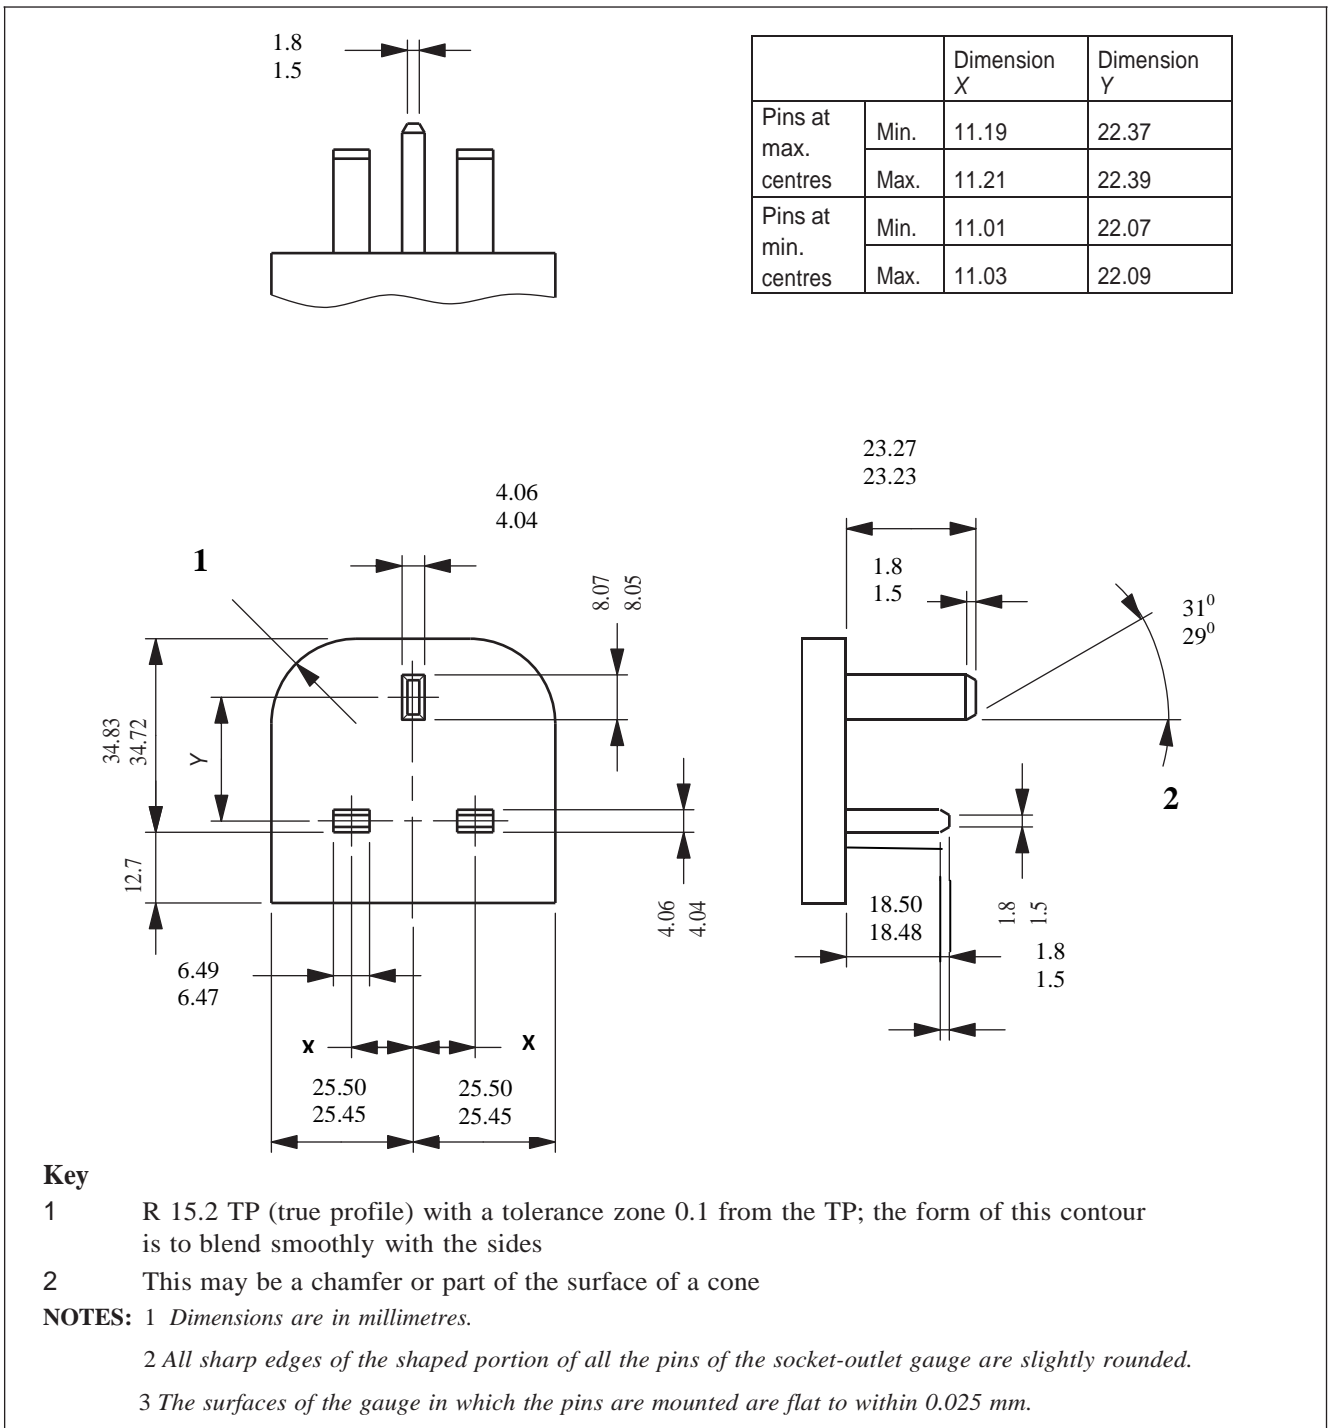 1.8
1.5
Dimension X
Dimension Y
Pins at max. centres
Min.
11.19
22.37
Max.
11.21
22.39
Pins at min. centres
Min.
11.01
22.07
Max.
11.03
22.09
23.27
23.23
4.06
4.04
1
8.07
8.05
1.8
1.5
31⁰
29⁰
34.83
34.72
Y
2
12.7
4.06
4.04
18.50
18.48
1.8
1.5
1.8
1.5
6.49
6.47
X
X
25.50
25.45
25.50
25.45
Key
1 R 15.2 TP (true profile) with a tolerance zone 0.1 from the TP; the form of this contour
is to blend smoothly with the sides
2 This may be a chamfer or part of the surface of a cone
NOTES: 1 Dimensions are in millimetres.
2 All sharp edges of the shaped portion of all the pins of the socket-outlet gauge are slightly rounded.
3 The surfaces of the gauge in which the pins are mounted are flat to within 0.025 mm.